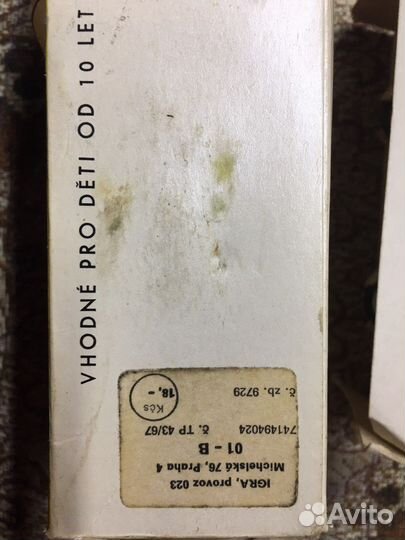 VHODNÉ PRO DĚTI OD 10 LET
IGRA, provoz 023
Michelská 76, Praha 4
01 - B
741494024 č. TP 43/67
č. zb. 9729
Kčs
18,-
Avito